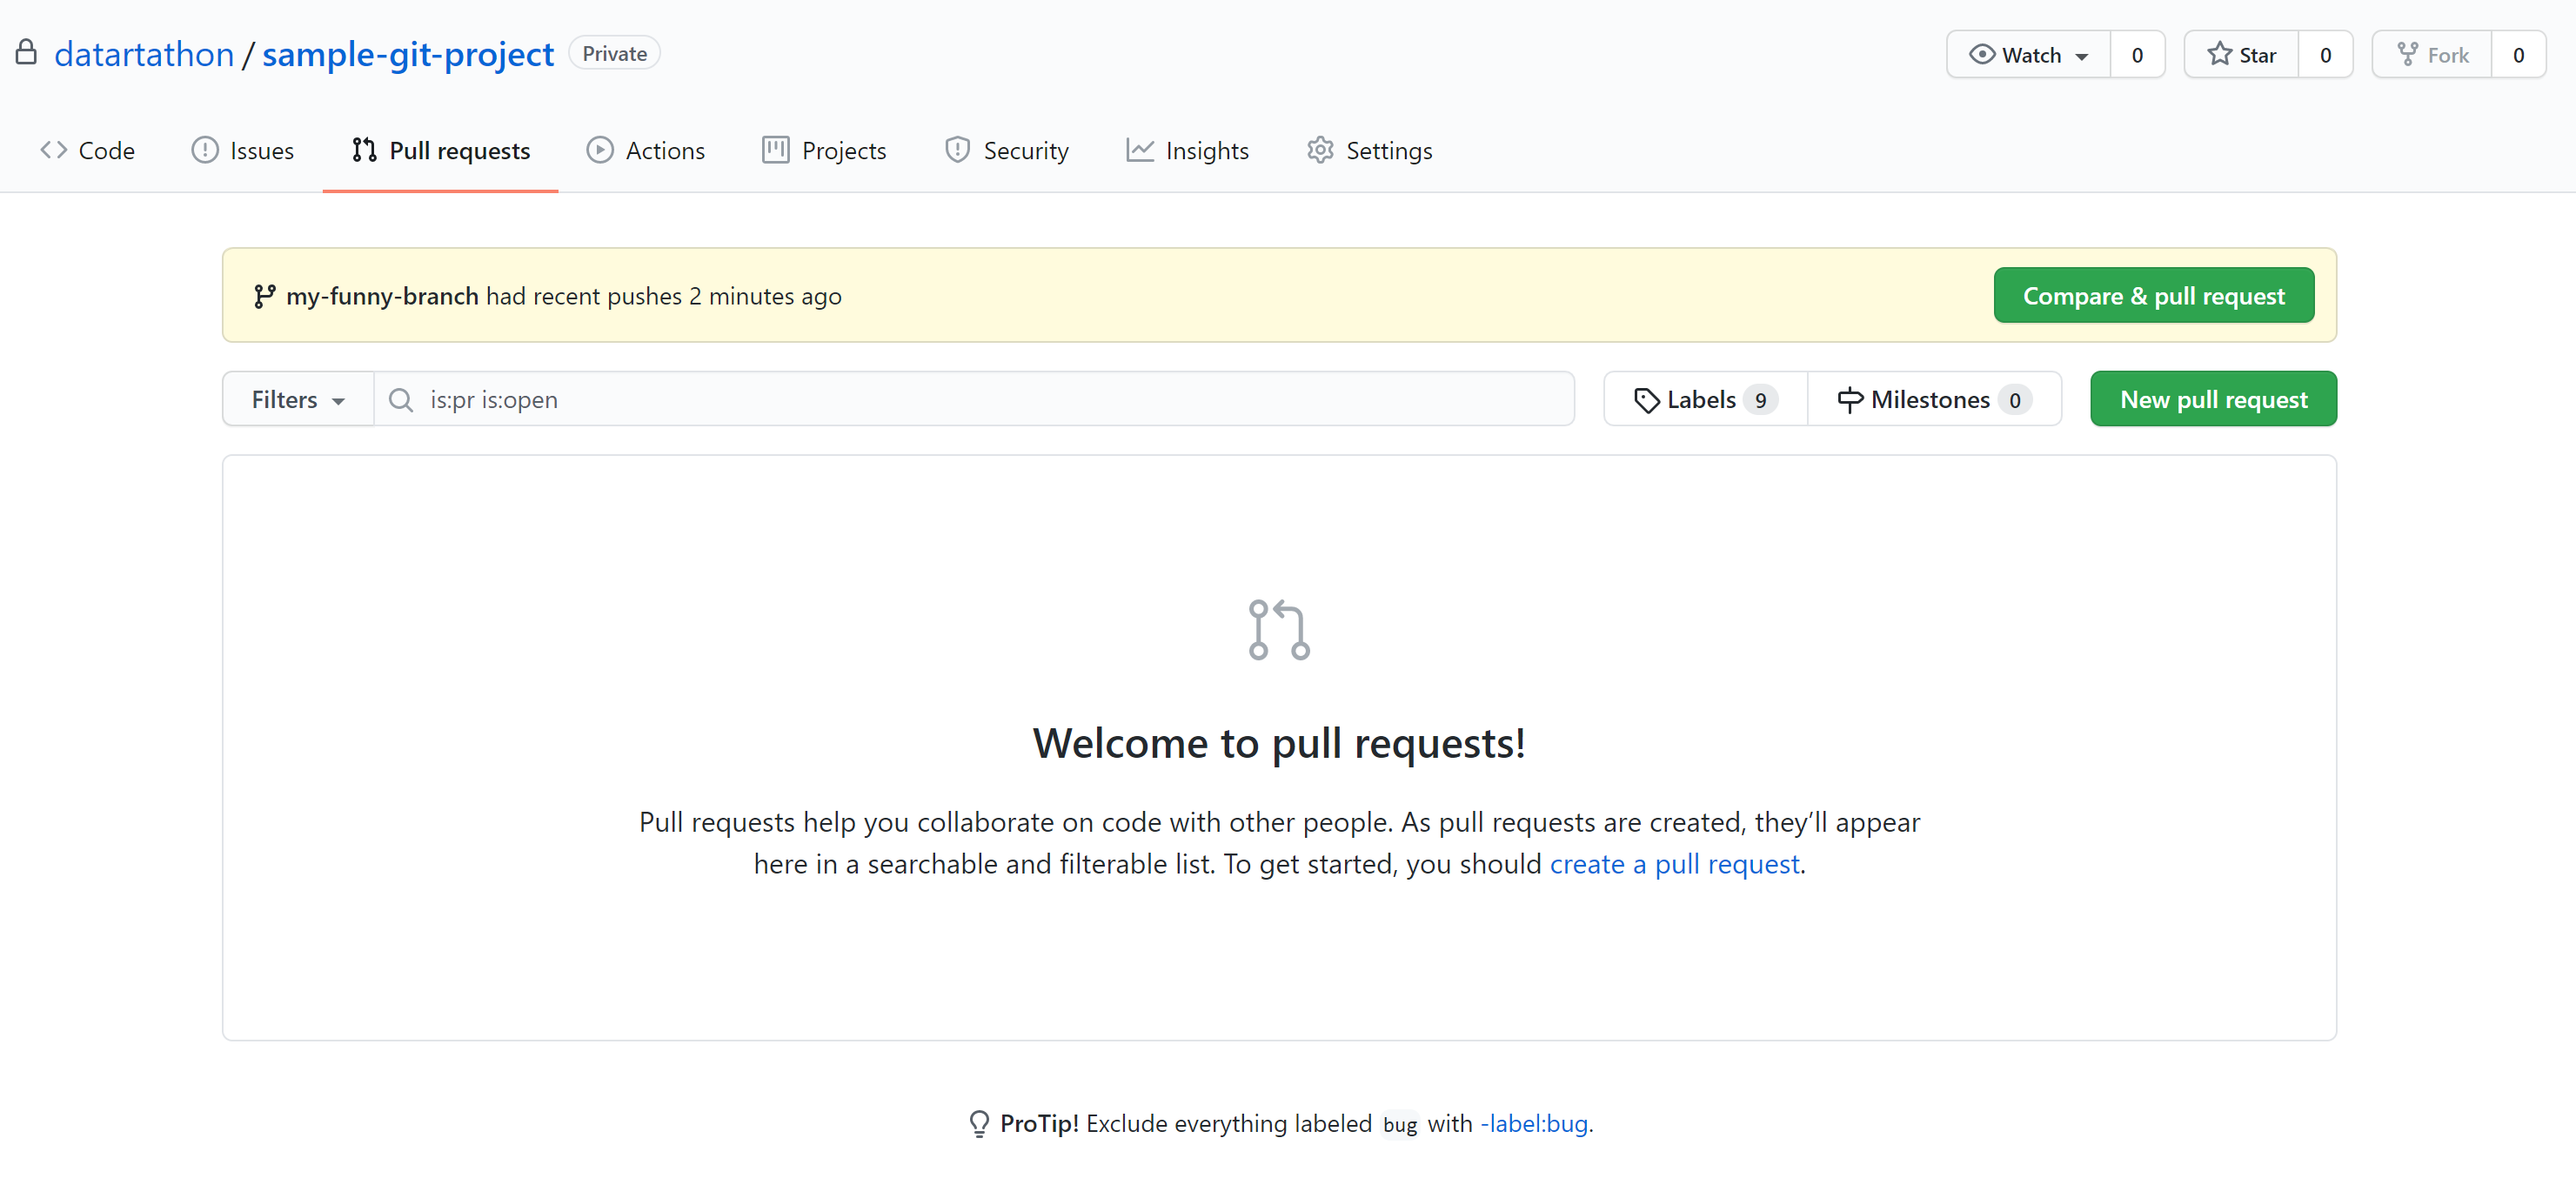 datartathon / sample-git-project Private Watch 0 Star 0 Fork 0
Code Issues Pull requests Actions Projects Security Insights Settings
my-funny-branch had recent pushes 2 minutes ago Compare & pull request
Filters is:pr is:open Labels 9 Milestones 0 New pull request
Welcome to pull requests!
Pull requests help you collaborate on code with other people. As pull requests are created, they’ll appear
here in a searchable and filterable list. To get started, you should create a pull request.
ProTip! Exclude everything labeled bug with -label:bug.